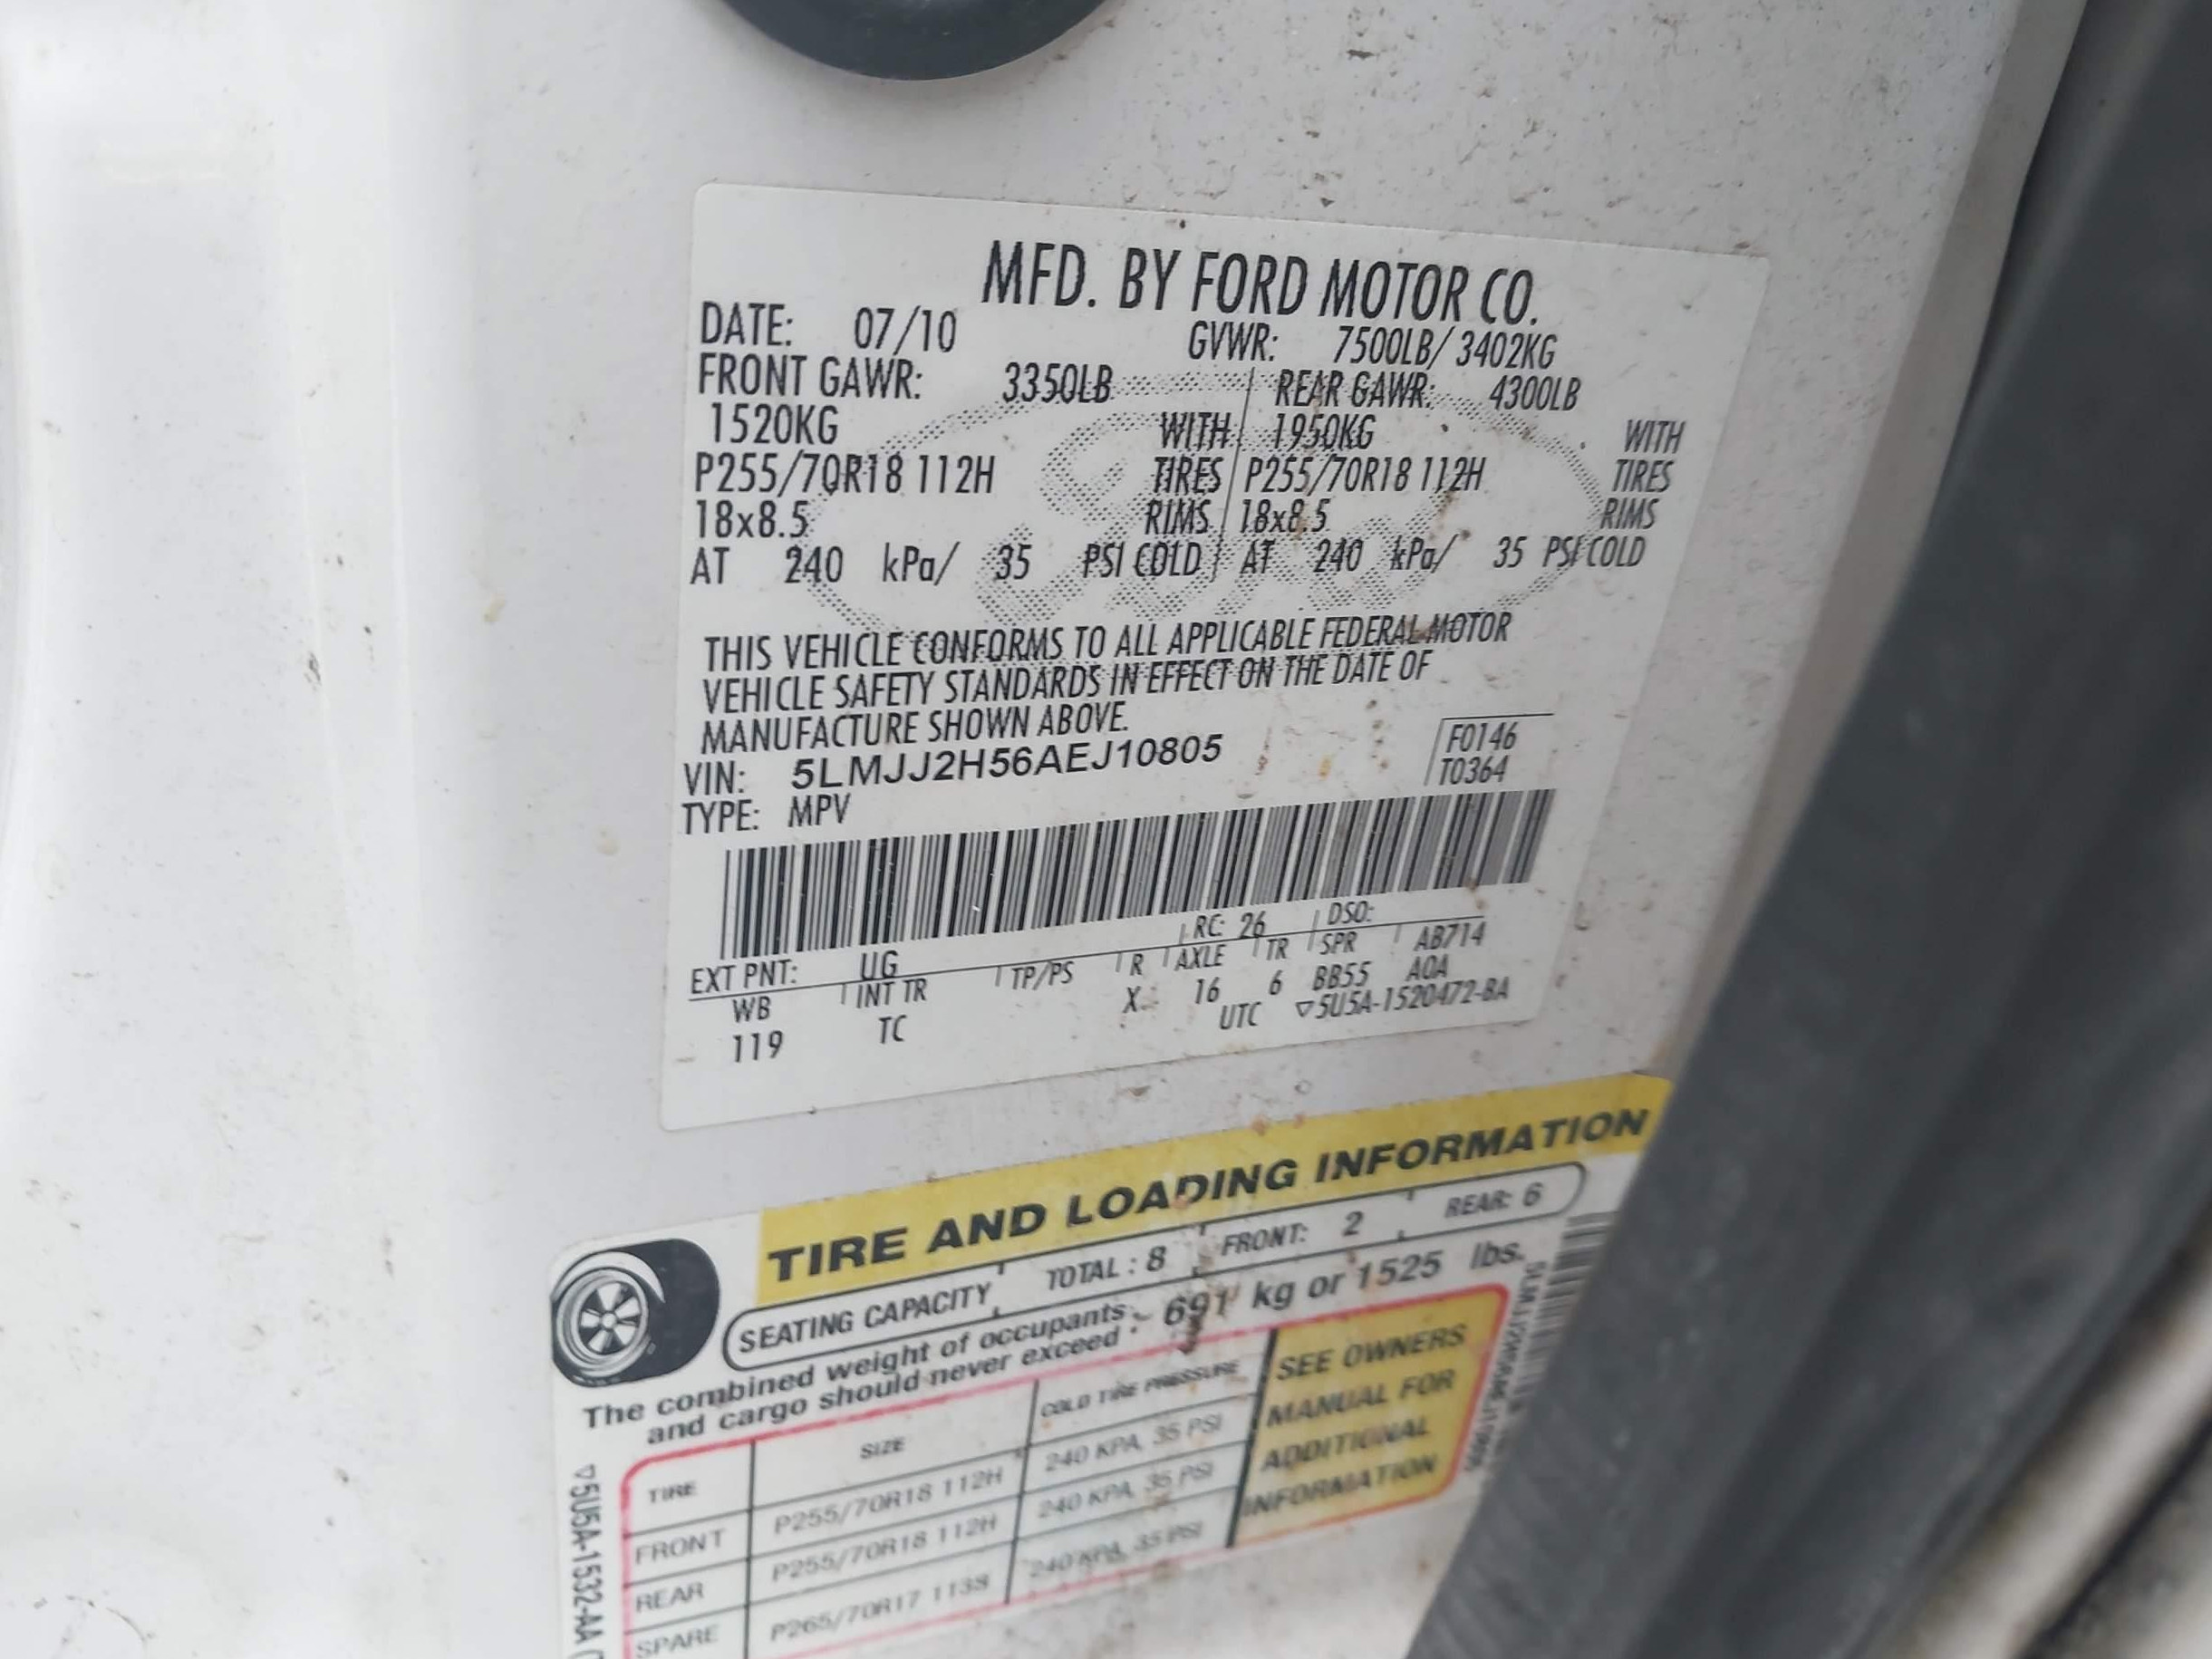 MFD. BY FORD MOTOR CO.
DATE: 07/10 GVWR: 7500LB/ 3402KG
FRONT GAWR: 3350LB REAR GAWR: 4300LB
1520KG WITH 1950KG WITH
P255/70R18 112H TIRES P255/70R18 112H TIRES
18x8.5 RIMS 18x8.5 RIMS
AT 240 kPa/ 35 PSI COLD AT 240 kPa/ 35 PSI COLD
THIS VEHICLE CONFORMS TO ALL APPLICABLE FEDERAL MOTOR
VEHICLE SAFETY STANDARDS IN EFFECT ON THE DATE OF
MANUFACTURE SHOWN ABOVE.
VIN: 5LMJJ2H56AEJ10805
F0146
TYPE: MPV
T0364
EXT PNT: UG RC: 26 DSO:
WB INT TR TP/PS R AXLE TR SPR AB714
119 TC X 16 6 BB55 AOA
UTC ▽5U5A-1520472-BA
TIRE AND LOADING INFORMATION
SEATING CAPACITY TOTAL : 8 FRONT: 2 REAR: 6
The combined weight of occupants
and cargo should never exceed : 691 kg or 1525 lbs.
TIRE SIZE COLD TIRE PRESSURE
FRONT P255/70R18 112H 240 KPA, 35 PSI
REAR P255/70R18 112H 240 KPA, 35 PSI
SPARE P265/70R17 113S 240 KPA, 35 PSI
SEE OWNERS
MANUAL FOR
ADDITIONAL
INFORMATION
▽5U5A-1532-AA